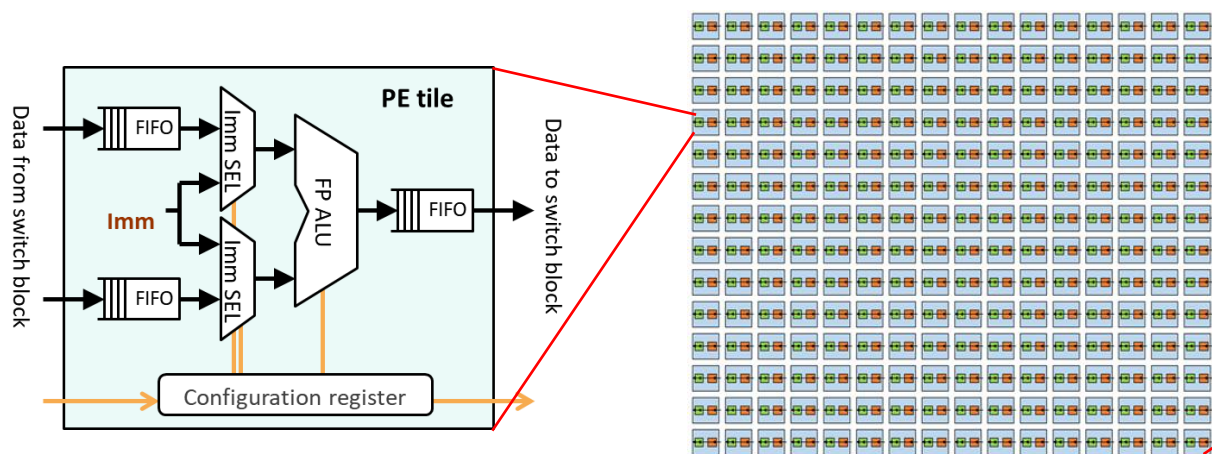 PE tile
Data from switch block
FIFO
Imm SEL
Imm
FP ALU
FIFO
Data to switch block
Imm SEL
FIFO
Configuration register